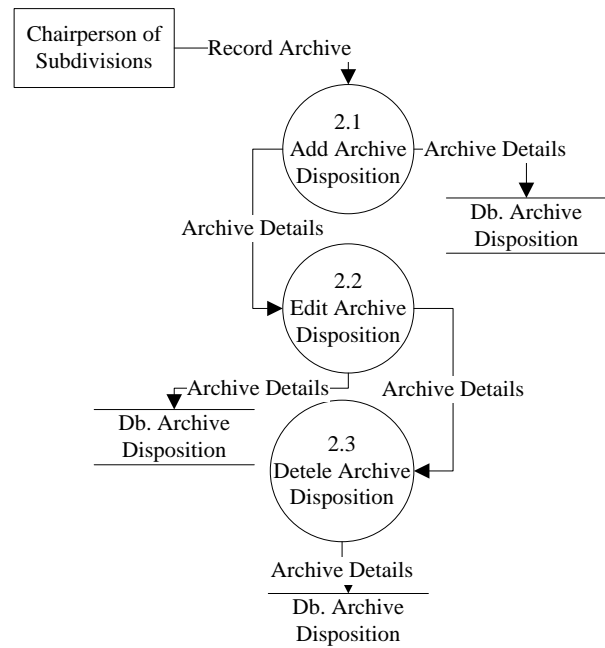 Chairperson of
Subdivisions
Record Archive
2.1
Add Archive
Disposition
Archive Details
Db. Archive
Disposition
Archive Details
2.2
Edit Archive
Disposition
Archive Details
Archive Details
Db. Archive
Disposition
2.3
Detele Archive
Disposition
Archive Details
Db. Archive
Disposition